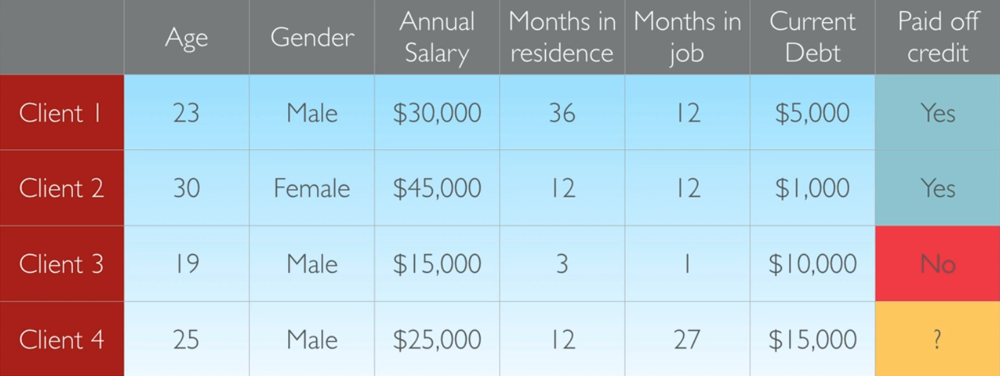 Age Gender Annual Salary Months in residence Months in job Current Debt Paid off credit
Client 1 23 Male $30,000 36 12 $5,000 Yes
Client 2 30 Female $45,000 12 12 $1,000 Yes
Client 3 19 Male $15,000 3 1 $10,000 No
Client 4 25 Male $25,000 12 27 $15,000 ?